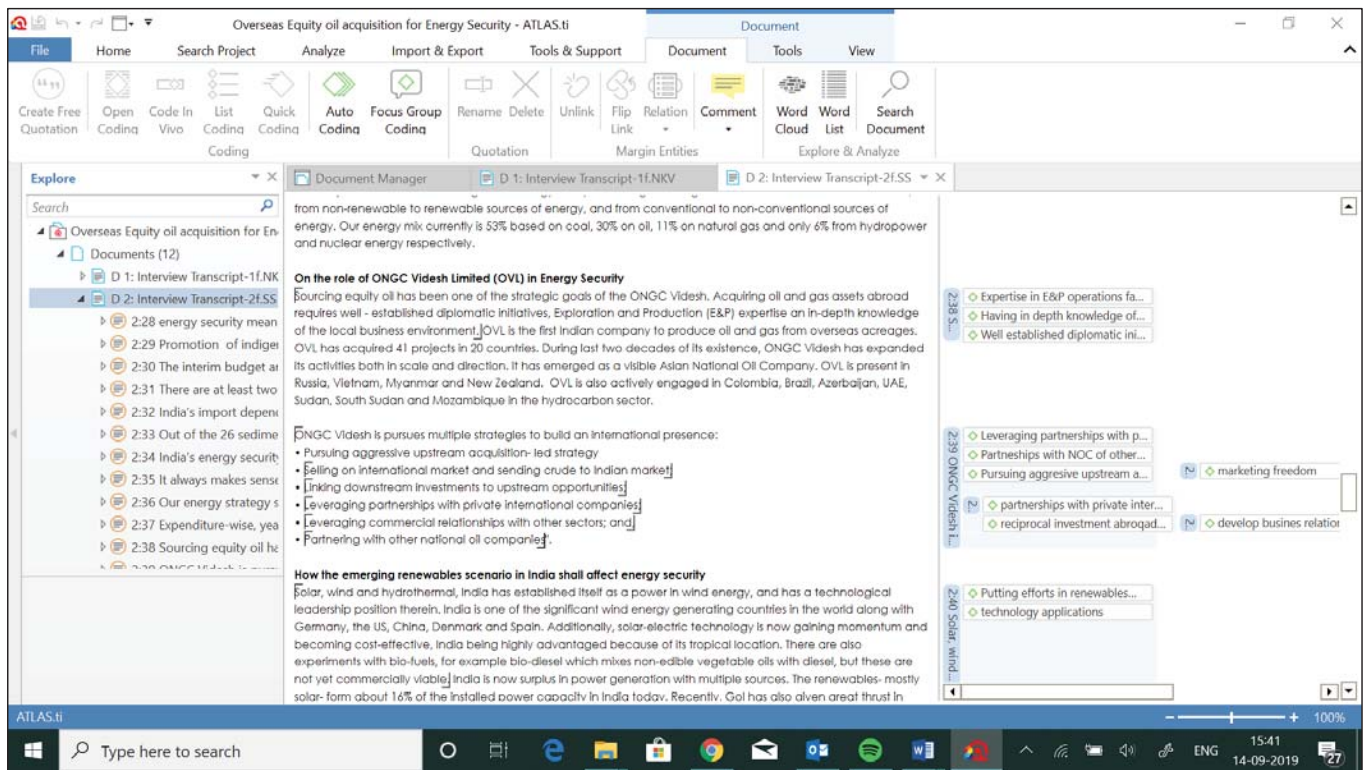 Overseas Equity oil acquisition for Energy Security - ATLAS.ti
Document
File Home Search Project Analyze Import & Export Tools & Support Document Tools View
Create Free Quotation
Open Coding
Code In Vivo
List Coding
Quick Coding
Auto Coding
Focus Group Coding
Rename
Delete
Unlink
Flip Link
Relation
Comment
Word Cloud
Word List
Search Document
Coding
Quotation
Margin Entities
Explore & Analyze
Explore
Search
Overseas Equity oil acquisition for En
Documents (12)
D 1: Interview Transcript-1f.NK
D 2: Interview Transcript-2f.SS
2:28 energy security mean
2:29 Promotion of indiger
2:30 The interim budget ar
2:31 There are at least two
2:32 India's import depend
2:33 Out of the 26 sedime
2:34 India's energy security
2:35 It always makes sense
2:36 Our energy strategy s
2:37 Expenditure-wise, yea
2:38 Sourcing equity oil ha
Document Manager
D 1: Interview Transcript-1f.NKV
D 2: Interview Transcript-2f.SS
from non-renewable to renewable sources of energy, and from conventional to non-conventional sources of
energy. Our energy mix currently is 53% based on coal, 30% on oil, 11% on natural gas and only 6% from hydropower
and nuclear energy respectively.
On the role of ONGC Videsh Limited (OVL) in Energy Security
Sourcing equity oil has been one of the strategic goals of the ONGC Videsh. Acquiring oil and gas assets abroad
requires well - established diplomatic initiatives, Exploration and Production (E&P) expertise an in-depth knowledge
of the local business environment. OVL is the first Indian company to produce oil and gas from overseas acreages.
OVL has acquired 41 projects in 20 countries. During last two decades of its existence, ONGC Videsh has expanded
its activities both in scale and direction. It has emerged as a visible Asian National Oil Company. OVL is present in
Russia, Vietnam, Myanmar and New Zealand. OVL is also actively engaged in Colombia, Brazil, Azerbaijan, UAE,
Sudan, South Sudan and Mozambique in the hydrocarbon sector.
ONGC Videsh is pursues multiple strategies to build an international presence:
• Pursuing aggressive upstream acquisition- led strategy
• Selling on international market and sending crude to Indian market;
• Linking downstream investments to upstream opportunities;
• Leveraging partnerships with private international companies;
• Leveraging commercial relationships with other sectors; and,
• Partnering with other national oil companies'.
How the emerging renewables scenario in India shall affect energy security
Solar, wind and hydrothermal, India has established itself as a power in wind energy, and has a technological
leadership position therein. India is one of the significant wind energy generating countries in the world along with
Germany, the US, China, Denmark and Spain. Additionally, solar-electric technology is now gaining momentum and
becoming cost-effective, India being highly advantaged because of its tropical location. There are also
experiments with bio-fuels, for example bio-diesel which mixes non-edible vegetable oils with diesel, but these are
not yet commercially viable. India is now surplus in power generation with multiple sources. The renewables- mostly
solar- form about 16% of the installed power capacity in India today. Recently, GoI has also given great thrust in
2:38 S...
Expertise in E&P operations fa...
Having in depth knowledge of...
Well established diplomatic ini...
2:39 ONGC Videsh i...
Leveraging partnerships with p...
Partneships with NOC of other...
Pursuing aggresive upstream a...
2 marketing freedom
2 partnerships with private inter...
reciprocal investment abroqad...
2 develop busines relation
2:40 Solar, wind...
Putting efforts in renewables...
technology applications
ATLAS.ti
100%
Type here to search
ENG
15:41
14-09-2019
27